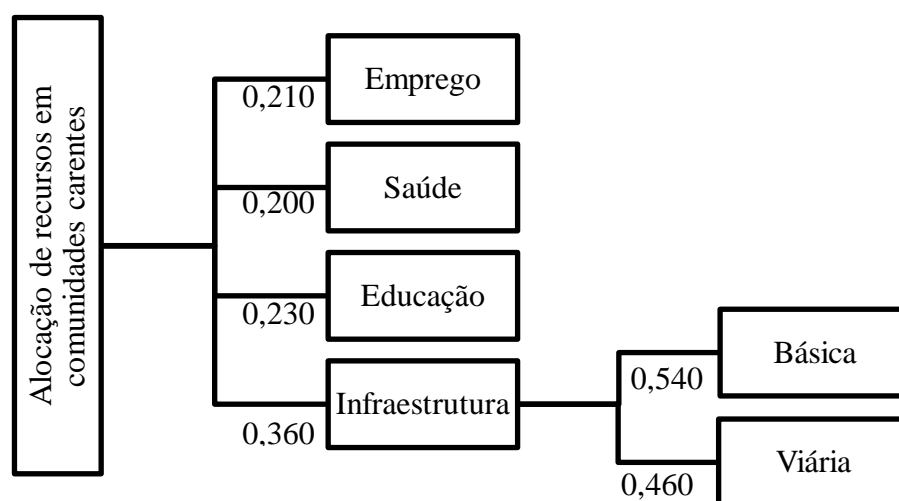 Alocação de recursos em
comunidades carentes
Emprego
0,210
Saúde
0,200
Educação
0,230
Infraestrutura
0,360
Básica
0,540
Viária
0,460